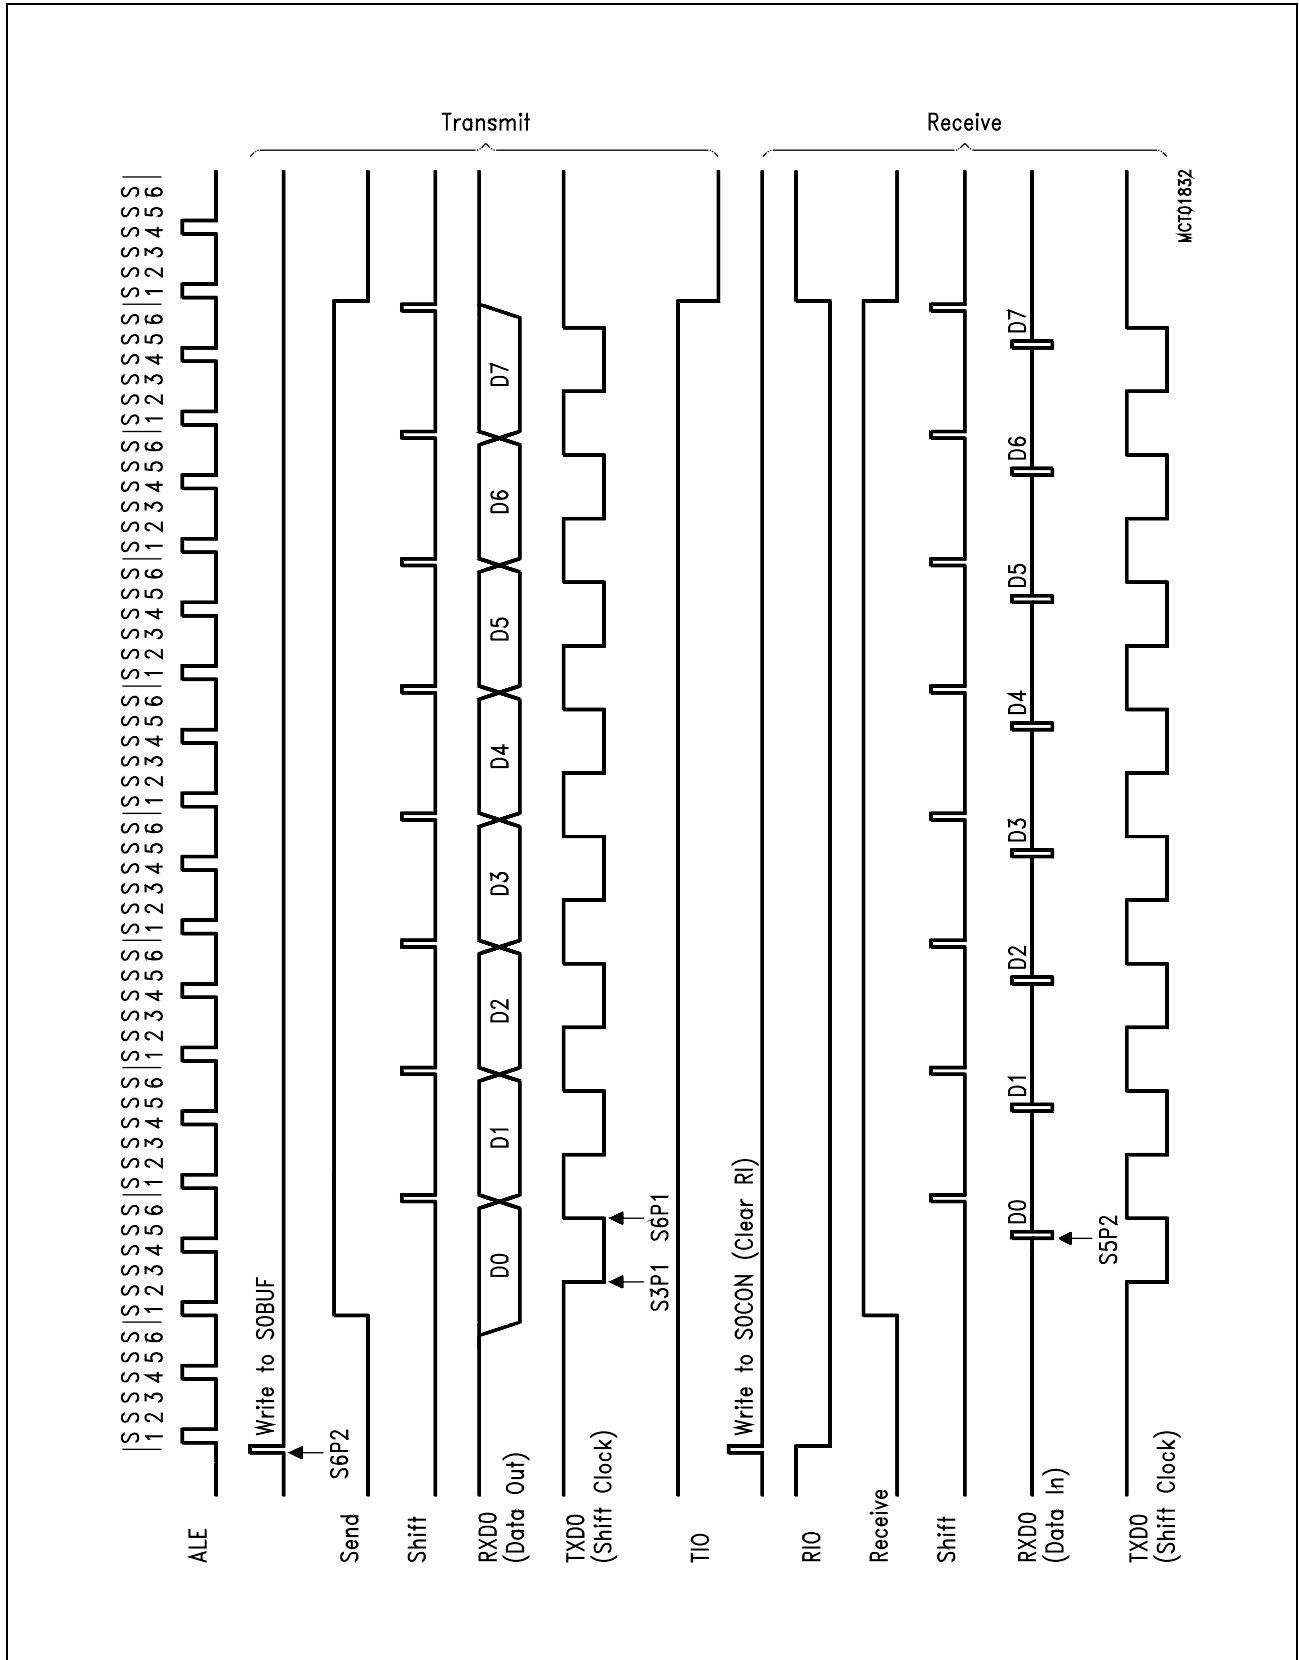 S S S S S S|S S S S S S|S S S S S S|S S S S S S|S S S S S S|S S S S S S|S S S S S S|S S S S S S|S S S S S S|S S S S S S
1 2 3 4 5 6|1 2 3 4 5 6|1 2 3 4 5 6|1 2 3 4 5 6|1 2 3 4 5 6|1 2 3 4 5 6|1 2 3 4 5 6|1 2 3 4 5 6|1 2 3 4 5 6|1 2 3 4 5 6
ALE
Transmit
Write to S0BUF
S6P2
Send
Shift
RXD0
(Data Out)
D0 D1 D2 D3 D4 D5 D6 D7
TXD0
(Shift Clock)
S3P1 S6P1
TI0
Receive
Write to S0CON (Clear RI)
RI0
Receive
Shift
RXD0
(Data In)
D0 D1 D2 D3 D4 D5 D6 D7
S5P2
TXD0
(Shift Clock)
MCT01832